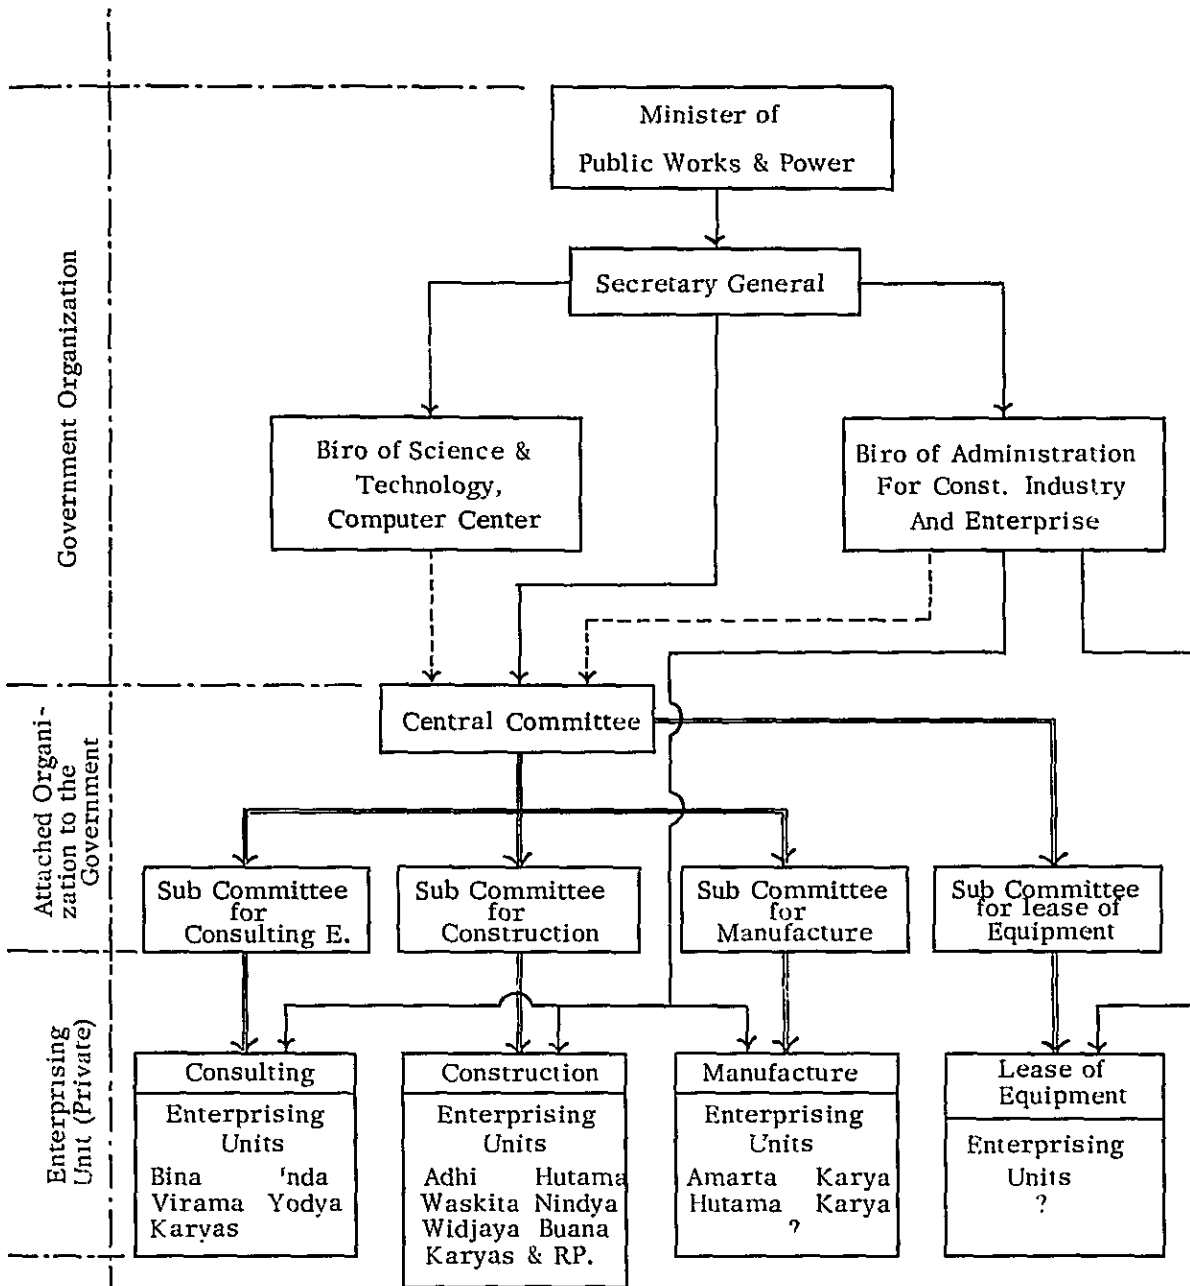 Minister of
Public Works & Power
Secretary General
Government Organization
Biro of Science &
Technology,
Computer Center
Biro of Administration
For Const. Industry
And Enterprise
Central Committee
Attached Organi-
zation to the
Government
Sub Committee
for
Consulting E.
Sub Committee
for
Construction
Sub Committee
for
Manufacture
Sub Committee
for lease of
Equipment
Enterprising
Unit (Private)
Consulting
Enterprising
Units
Bina
Virama Yodya
Karyas
Construction
Enterprising
Units
Adhi Hutama
Waskita Nindya
Widjaya Buana
Karyas & RP.
Manufacture
Enterprising
Units
Amarta Karya
Hutama Karya
?
Lease of
Equipment
Enterprising
Units
?